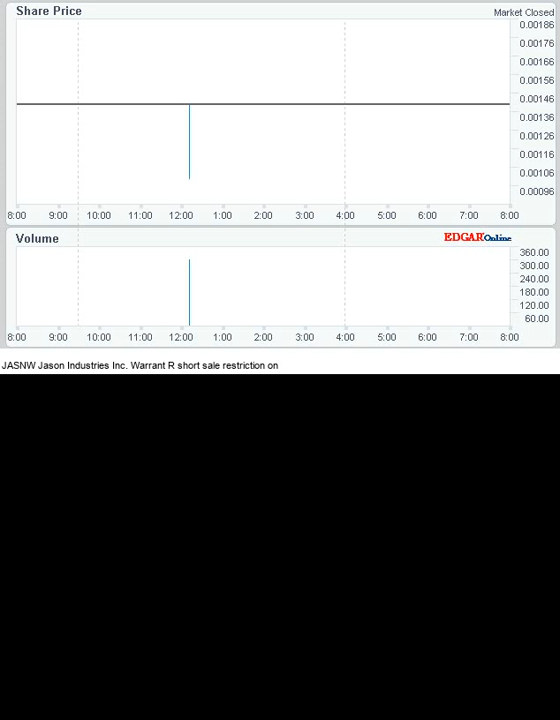 Share Price
Market Closed
0.00186
0.00176
0.00166
0.00156
0.00146
0.00136
0.00126
0.00116
0.00106
0.00096
8:00 9:00 10:00 11:00 12:00 1:00 2:00 3:00 4:00 5:00 6:00 7:00 8:00
Volume
EDGAR Online
360.00
300.00
240.00
180.00
120.00
60.00
8:00 9:00 10:00 11:00 12:00 1:00 2:00 3:00 4:00 5:00 6:00 7:00 8:00
JASNW Jason Industries Inc. Warrant R short sale restriction on